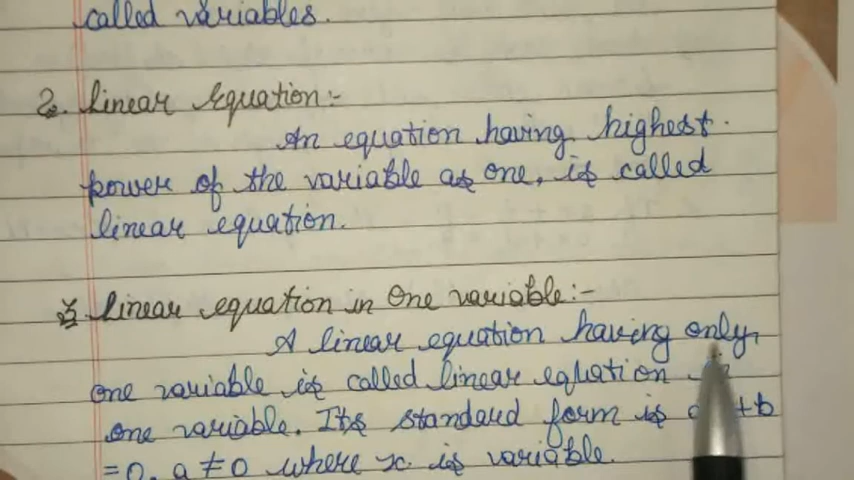 called variables.
2. Linear Equation:-
An equation having highest
power of the variable as one, is called
linear equation.
3. Linear equation in One variable:-
A linear equation having only
one variable is called linear equation
one variable. Its standard form is +b
=0, a≠0 where x is variable.